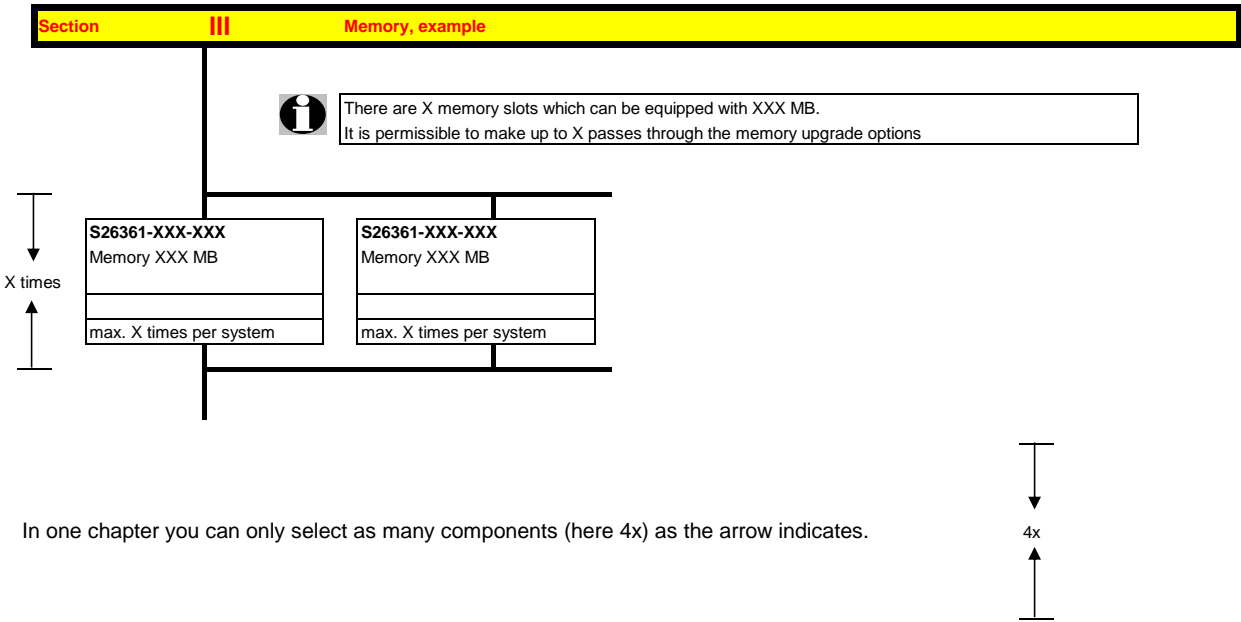 Section III Memory, example
There are X memory slots which can be equipped with XXX MB.
It is permissible to make up to X passes through the memory upgrade options
S26361-XXX-XXX
Memory XXX MB
max. X times per system
S26361-XXX-XXX
Memory XXX MB
max. X times per system
X times
In one chapter you can only select as many components (here 4x) as the arrow indicates.
4x